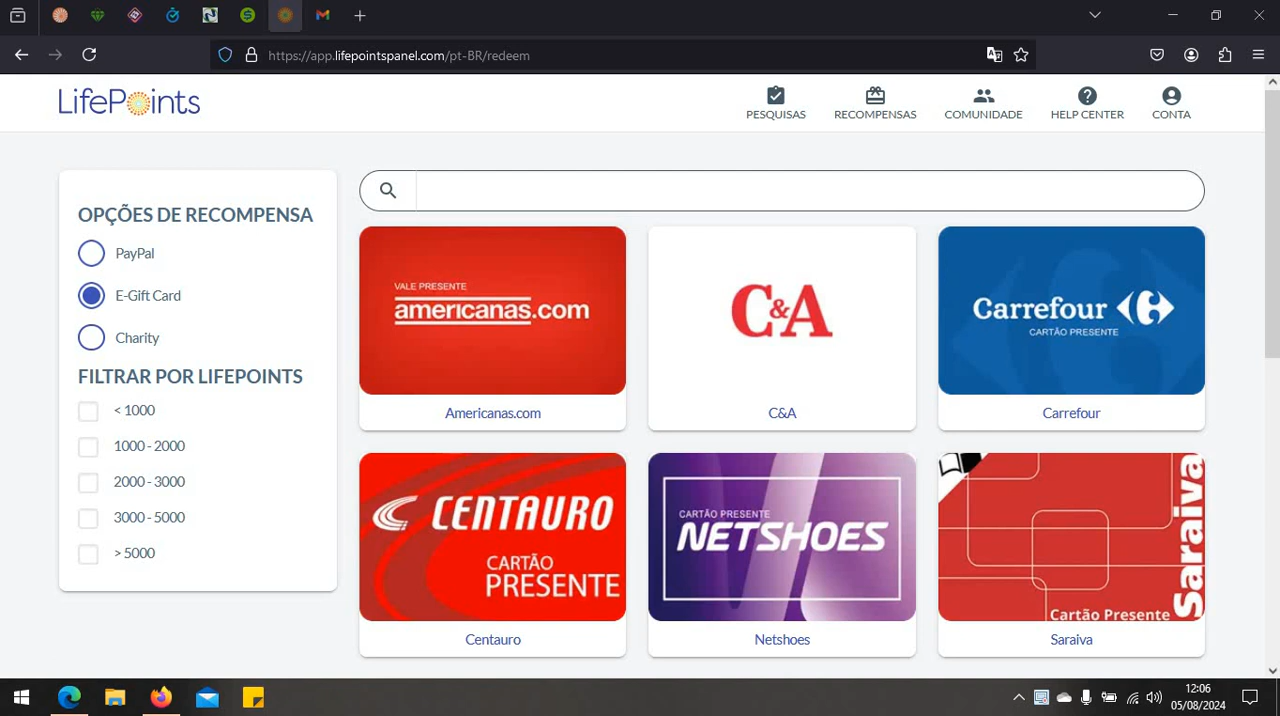 https://app.lifepointspanel.com/pt-BR/redeem
LifePoints
PESQUISAS
RECOMPENSAS
COMUNIDADE
HELP CENTER
CONTA
OPÇÕES DE RECOMPENSA
PayPal
E-Gift Card
Charity
FILTRAR POR LIFEPOINTS
< 1000
1000 - 2000
2000 - 3000
3000 - 5000
> 5000
VALE PRESENTE
americanas.com
Americanas.com
C&A
C&A
Carrefour
CARTÃO PRESENTE
Carrefour
CENTAURO
CARTÃO
PRESENTE
Centauro
CARTÃO PRESENTE
NETSHOES
Netshoes
Saraiva
Cartão Presente
Saraiva
12:06
05/08/2024